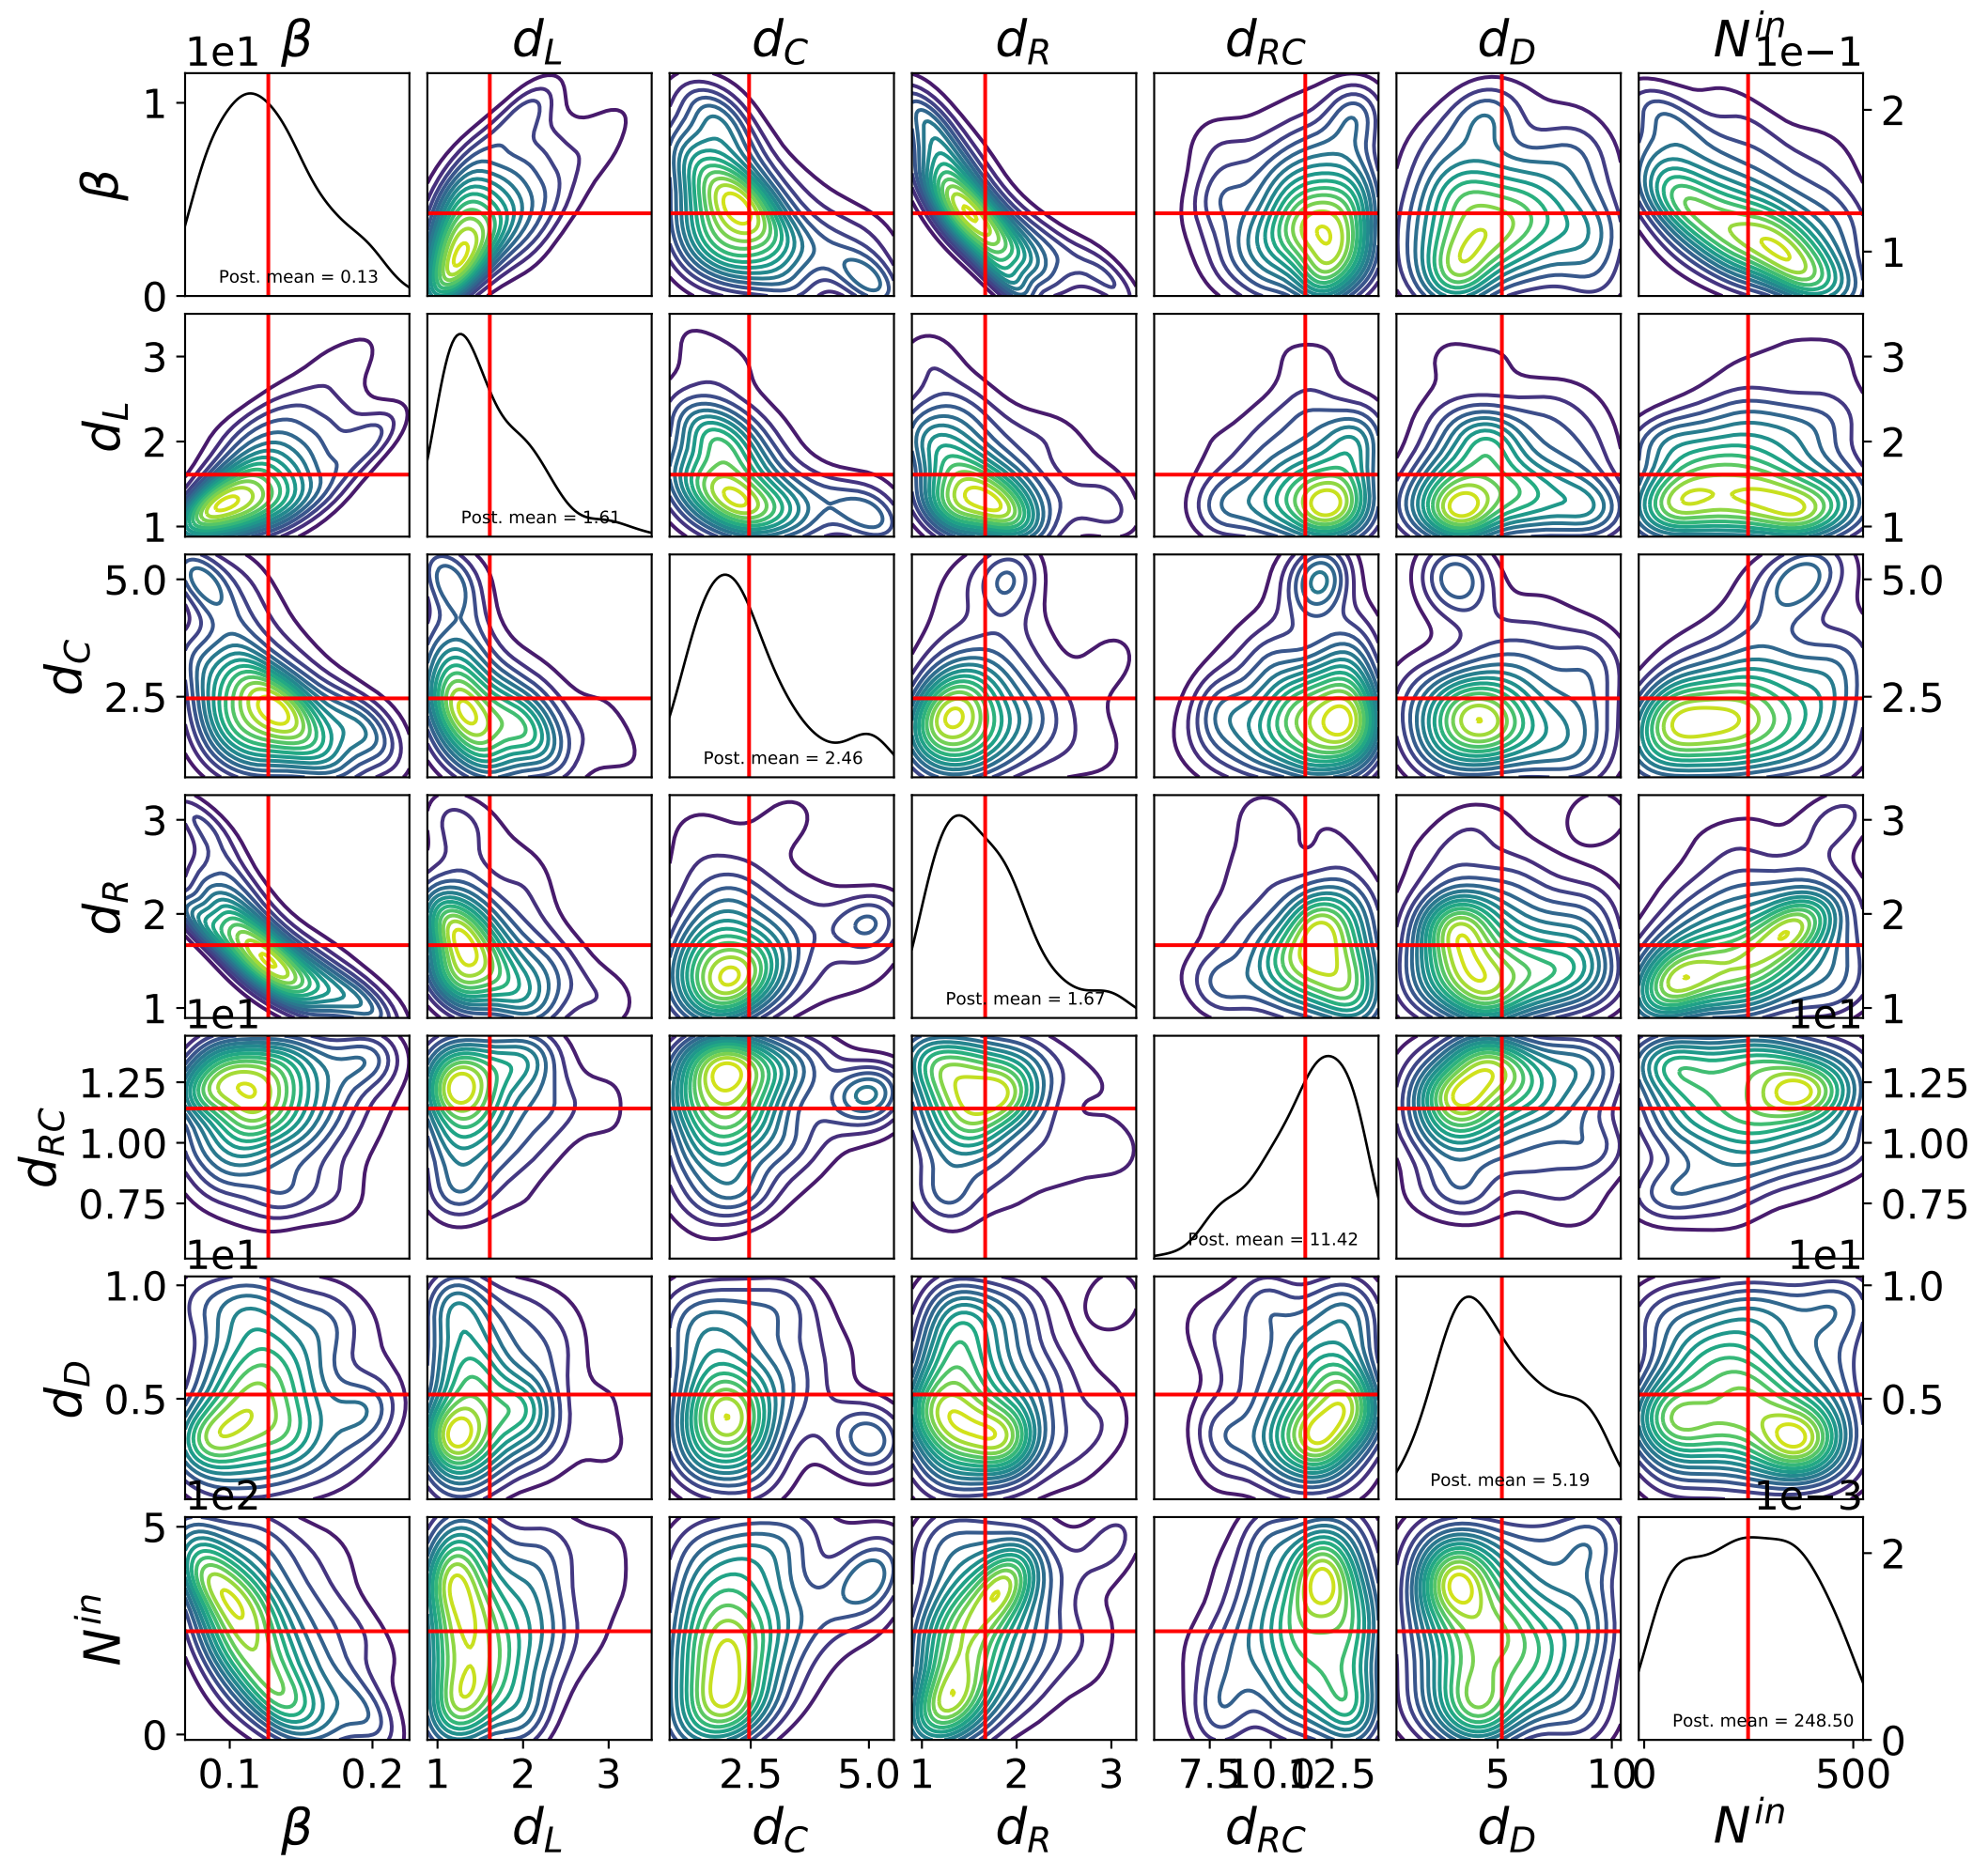 β d_L d_C d_R d_RC d_D N^in
1e1 1e−1
β 1 0 Post. mean = 0.13 2 1
d_L 3 2 1 Post. mean = 1.61 3 2 1
d_C 5.0 2.5 Post. mean = 2.46 5.0 2.5
d_R 3 2 1 Post. mean = 1.67 3 2 1
1e1 1e1
d_RC 1.25 1.00 0.75 Post. mean = 11.42 1.25 1.00 0.75
1e1 1e1
d_D 1.0 0.5 Post. mean = 5.19 1.0 0.5
1e2 1e−3
N^in 5 0 Post. mean = 248.50 2 0
0.1 0.2 1 2 3 2.5 5.0 1 2 3 7.5 10.0 12.5 5 10 0 500
β d_L d_C d_R d_RC d_D N^in